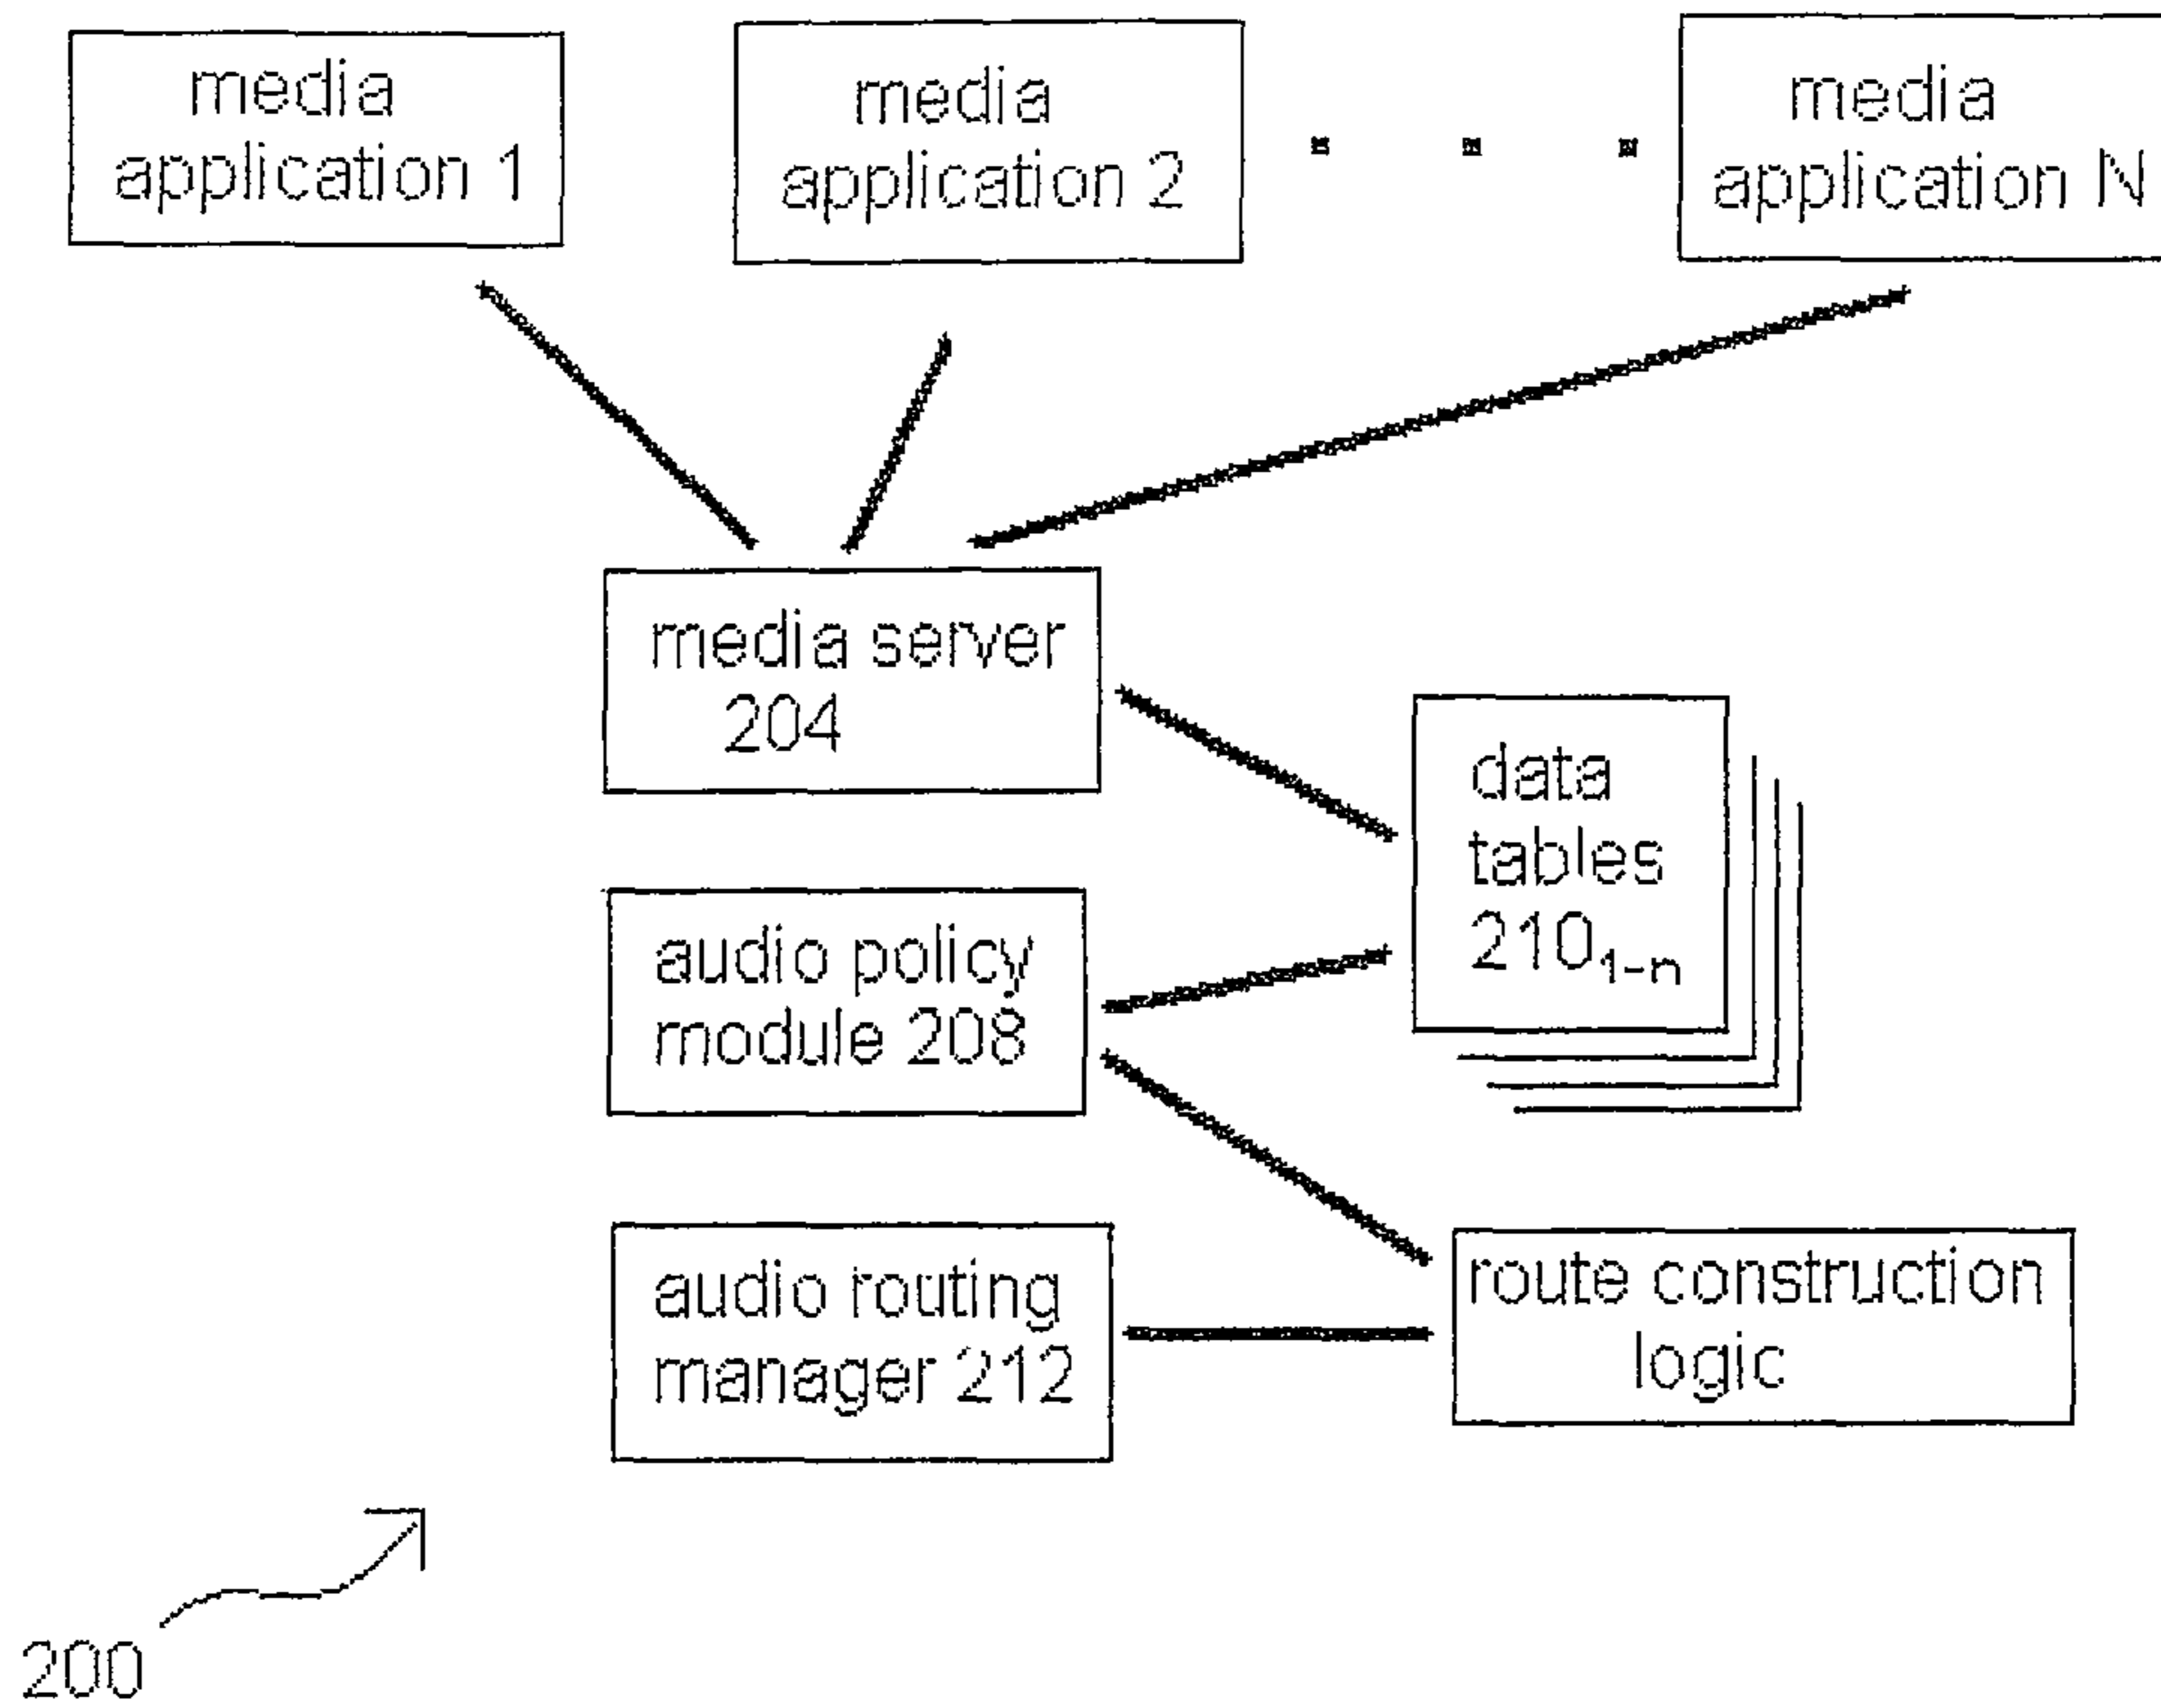 media
application 1
media
application 2
media
application N
media server
204
data
tables
210₁₋ₙ
audio policy
module 208
audio routing
manager 212
route construction
logic
200